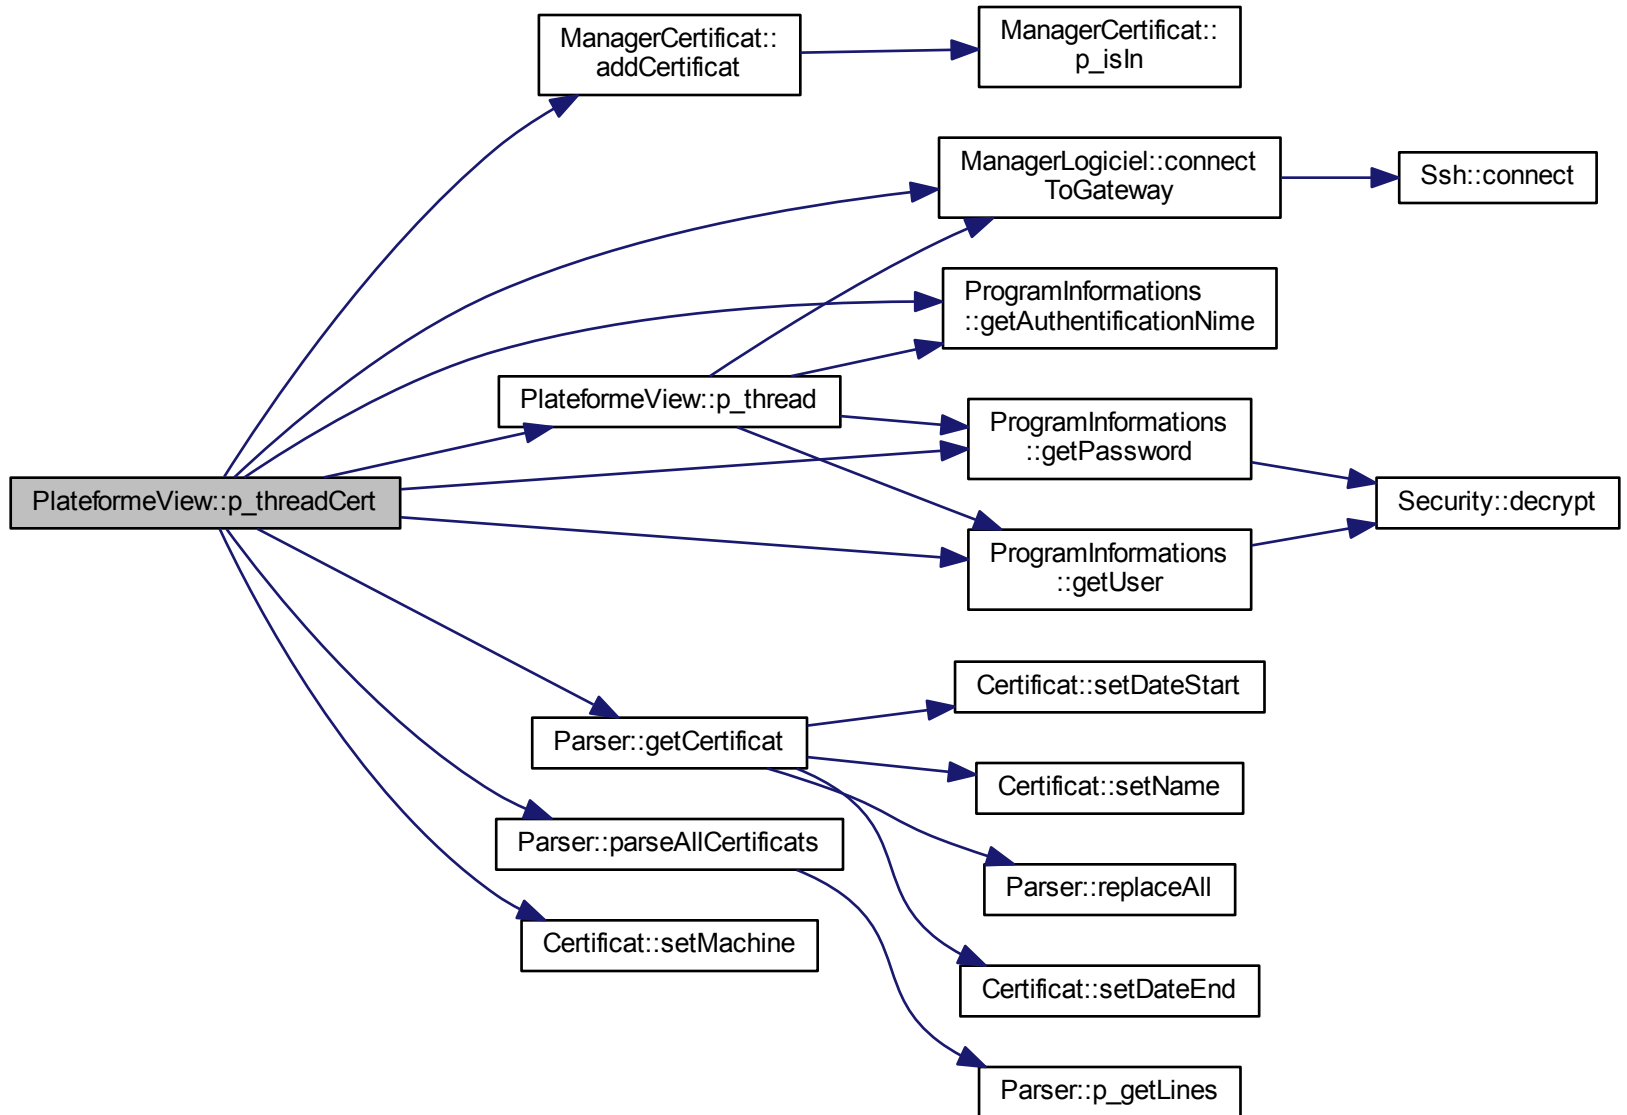 ManagerCertificat::
addCertificat
ManagerCertificat::
p_isIn
ManagerLogiciel::connect
ToGateway
Ssh::connect
ProgramInformations
::getAuthentificationNime
PlateformeView::p_thread
ProgramInformations
::getPassword
PlateformeView::p_threadCert
Security::decrypt
ProgramInformations
::getUser
Certificat::setDateStart
Parser::getCertificat
Certificat::setName
Parser::parseAllCertificats
Parser::replaceAll
Certificat::setMachine
Certificat::setDateEnd
Parser::p_getLines